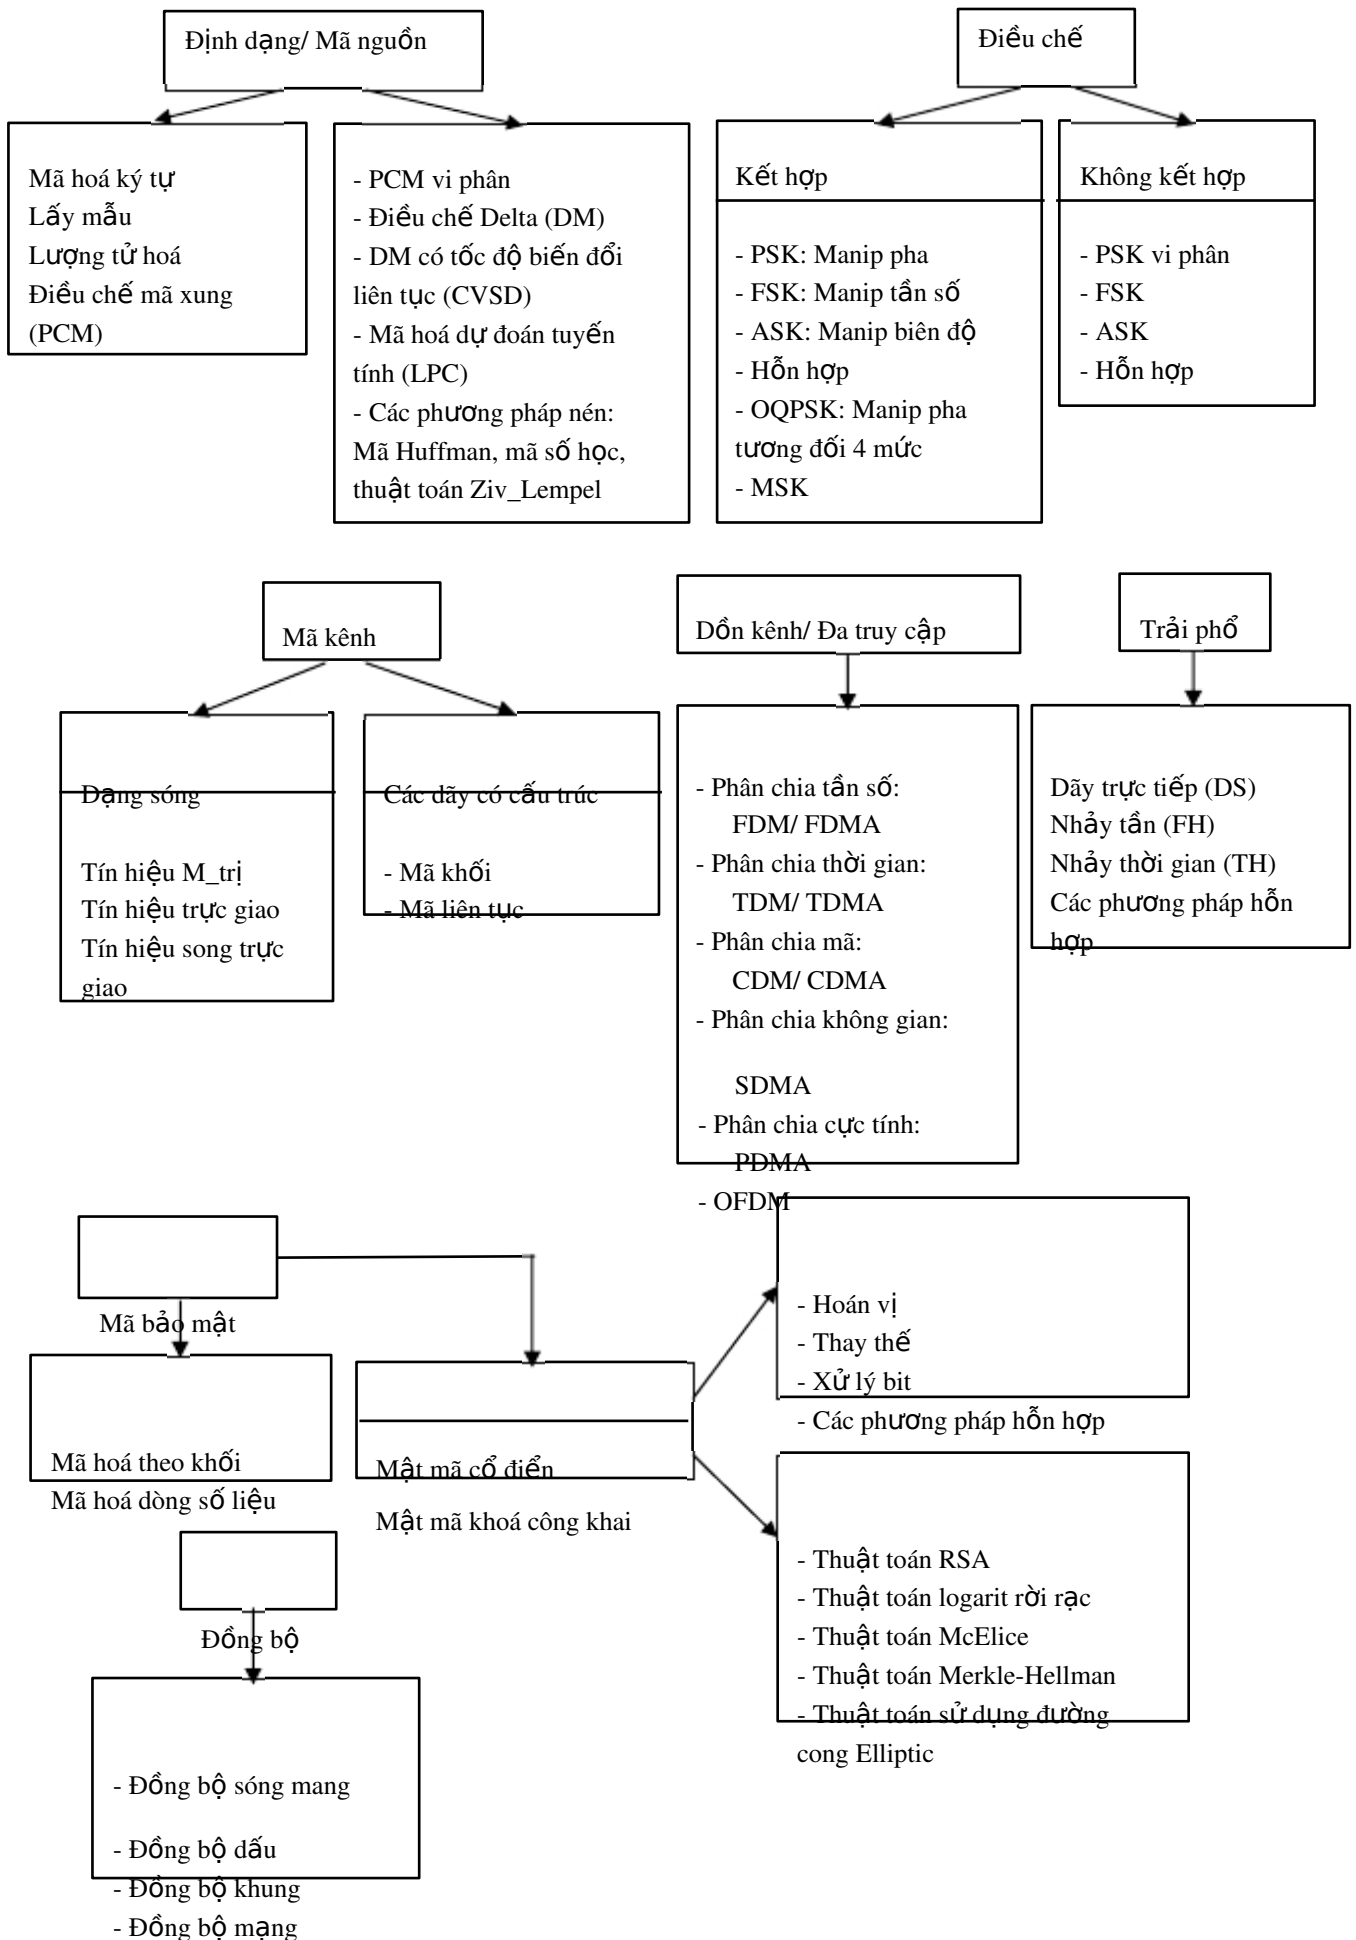 Định dạng/ Mã nguồn
Mã hoá ký tự
Lấy mẫu
Lượng tử hoá
Điều chế mã xung
(PCM)
- PCM vi phân
- Điều chế Delta (DM)
- DM có tốc độ biến đổi
liên tục (CVSD)
- Mã hoá dự đoán tuyến
tính (LPC)
- Các phương pháp nén:
Mã Huffman, mã số học,
thuật toán Ziv_Lempel
Điều chế
Kết hợp
- PSK: Manip pha
- FSK: Manip tần số
- ASK: Manip biên độ
- Hỗn hợp
- OQPSK: Manip pha
tương đối 4 mức
- MSK
Không kết hợp
- PSK vi phân
- FSK
- ASK
- Hỗn hợp
Mã kênh
Dạng sóng
Tín hiệu M_trị
Tín hiệu trực giao
Tín hiệu song trực
giao
Các dãy có cấu trúc
- Mã khối
- Mã liên tục
Dồn kênh/ Đa truy cập
- Phân chia tần số:
FDM/ FDMA
- Phân chia thời gian:
TDM/ TDMA
- Phân chia mã:
CDM/ CDMA
- Phân chia không gian:
SDMA
- Phân chia cực tính:
PDMA
- OFDM
Trải phổ
Dãy trực tiếp (DS)
Nhảy tần (FH)
Nhảy thời gian (TH)
Các phương pháp hỗn
hợp
Mã bảo mật
Mã hoá theo khối
Mã hoá dòng số liệu
Mật mã cổ điển
Mật mã khoá công khai
- Hoán vị
- Thay thế
- Xử lý bit
- Các phương pháp hỗn hợp
- Thuật toán RSA
- Thuật toán logarit rời rạc
- Thuật toán McElice
- Thuật toán Merkle-Hellman
- Thuật toán sử dụng đường
cong Elliptic
Đồng bộ
- Đồng bộ sóng mang
- Đồng bộ dấu
- Đồng bộ khung
- Đồng bộ mạng